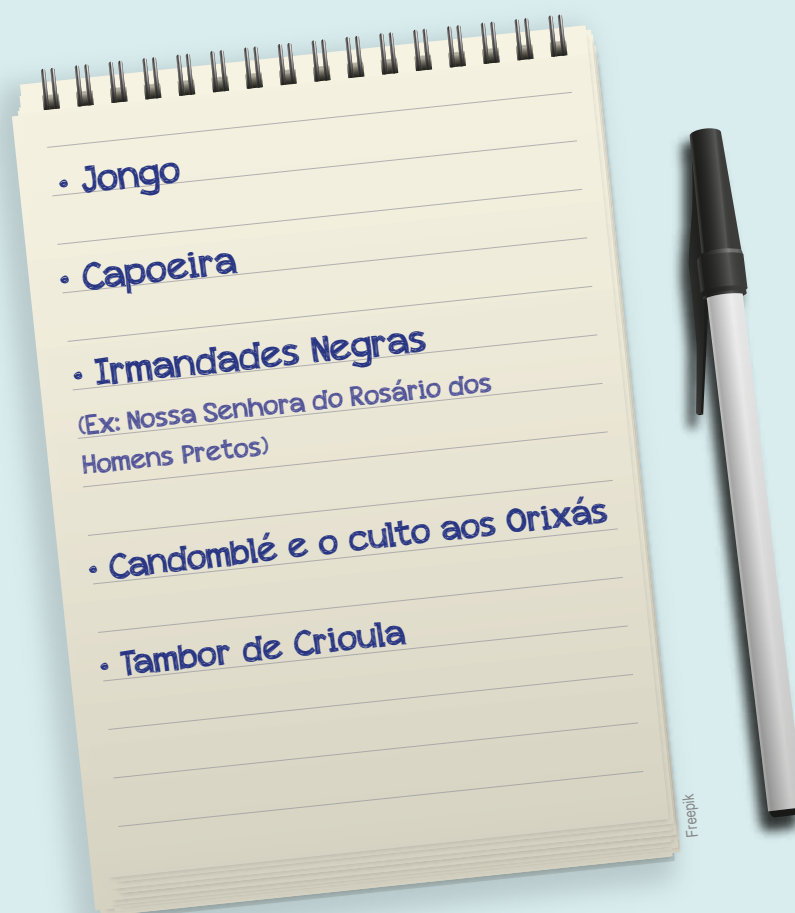 • Jongo
• Capoeira
• Irmandades Negras
(Ex: Nossa Senhora do Rosário dos
Homens Pretos)
• Candomblé e o culto aos Orixás
• Tambor de Crioula
Freepik